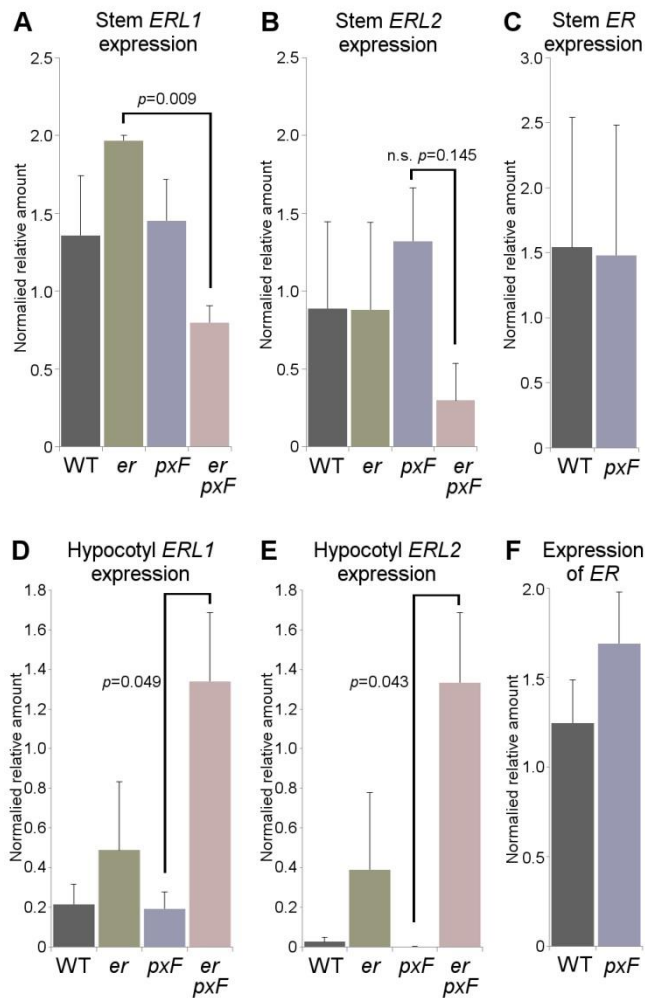 A
Stem ERL1
expression
Normalied relative amount
2.5
2.0
1.5
1.0
0.5
0
p=0.009
WT
er
pxF
er
pxF
B
Stem ERL2
expression
Normalied relative amount
2.5
2.0
1.5
1.0
0.5
0
n.s. p=0.145
WT
er
pxF
er
pxF
C
Stem ER
expression
Normalied relative amount
3.0
2.5
2.0
1.5
1.0
0.5
0
WT
pxF
D
Hypocotyl ERL1
expression
Normalied relative amount
1.8
1.6
1.4
1.2
1.0
0.8
0.6
0.4
0.2
0
p=0.049
WT
er
pxF
er
pxF
E
Hypocotyl ERL2
expression
Normalied relative amount
1.8
1.6
1.4
1.2
1.0
0.8
0.6
0.4
0.2
0
p=0.043
WT
er
pxF
er
pxF
F
Expression
of ER
Normalied relative amount
2.0
1.5
1.0
0.5
0
WT
pxF